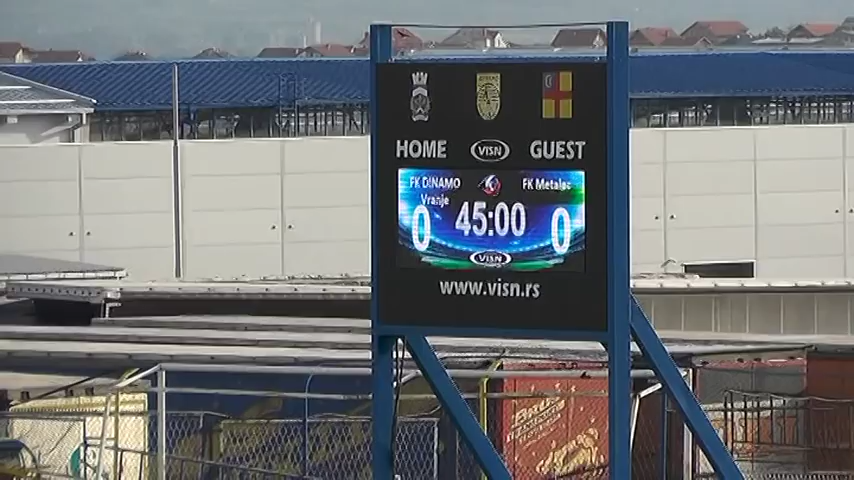 HOME VISN GUEST
FK DINAMO FK Metalac
Vranje
0 45:00 0
VISN
www.visn.rs